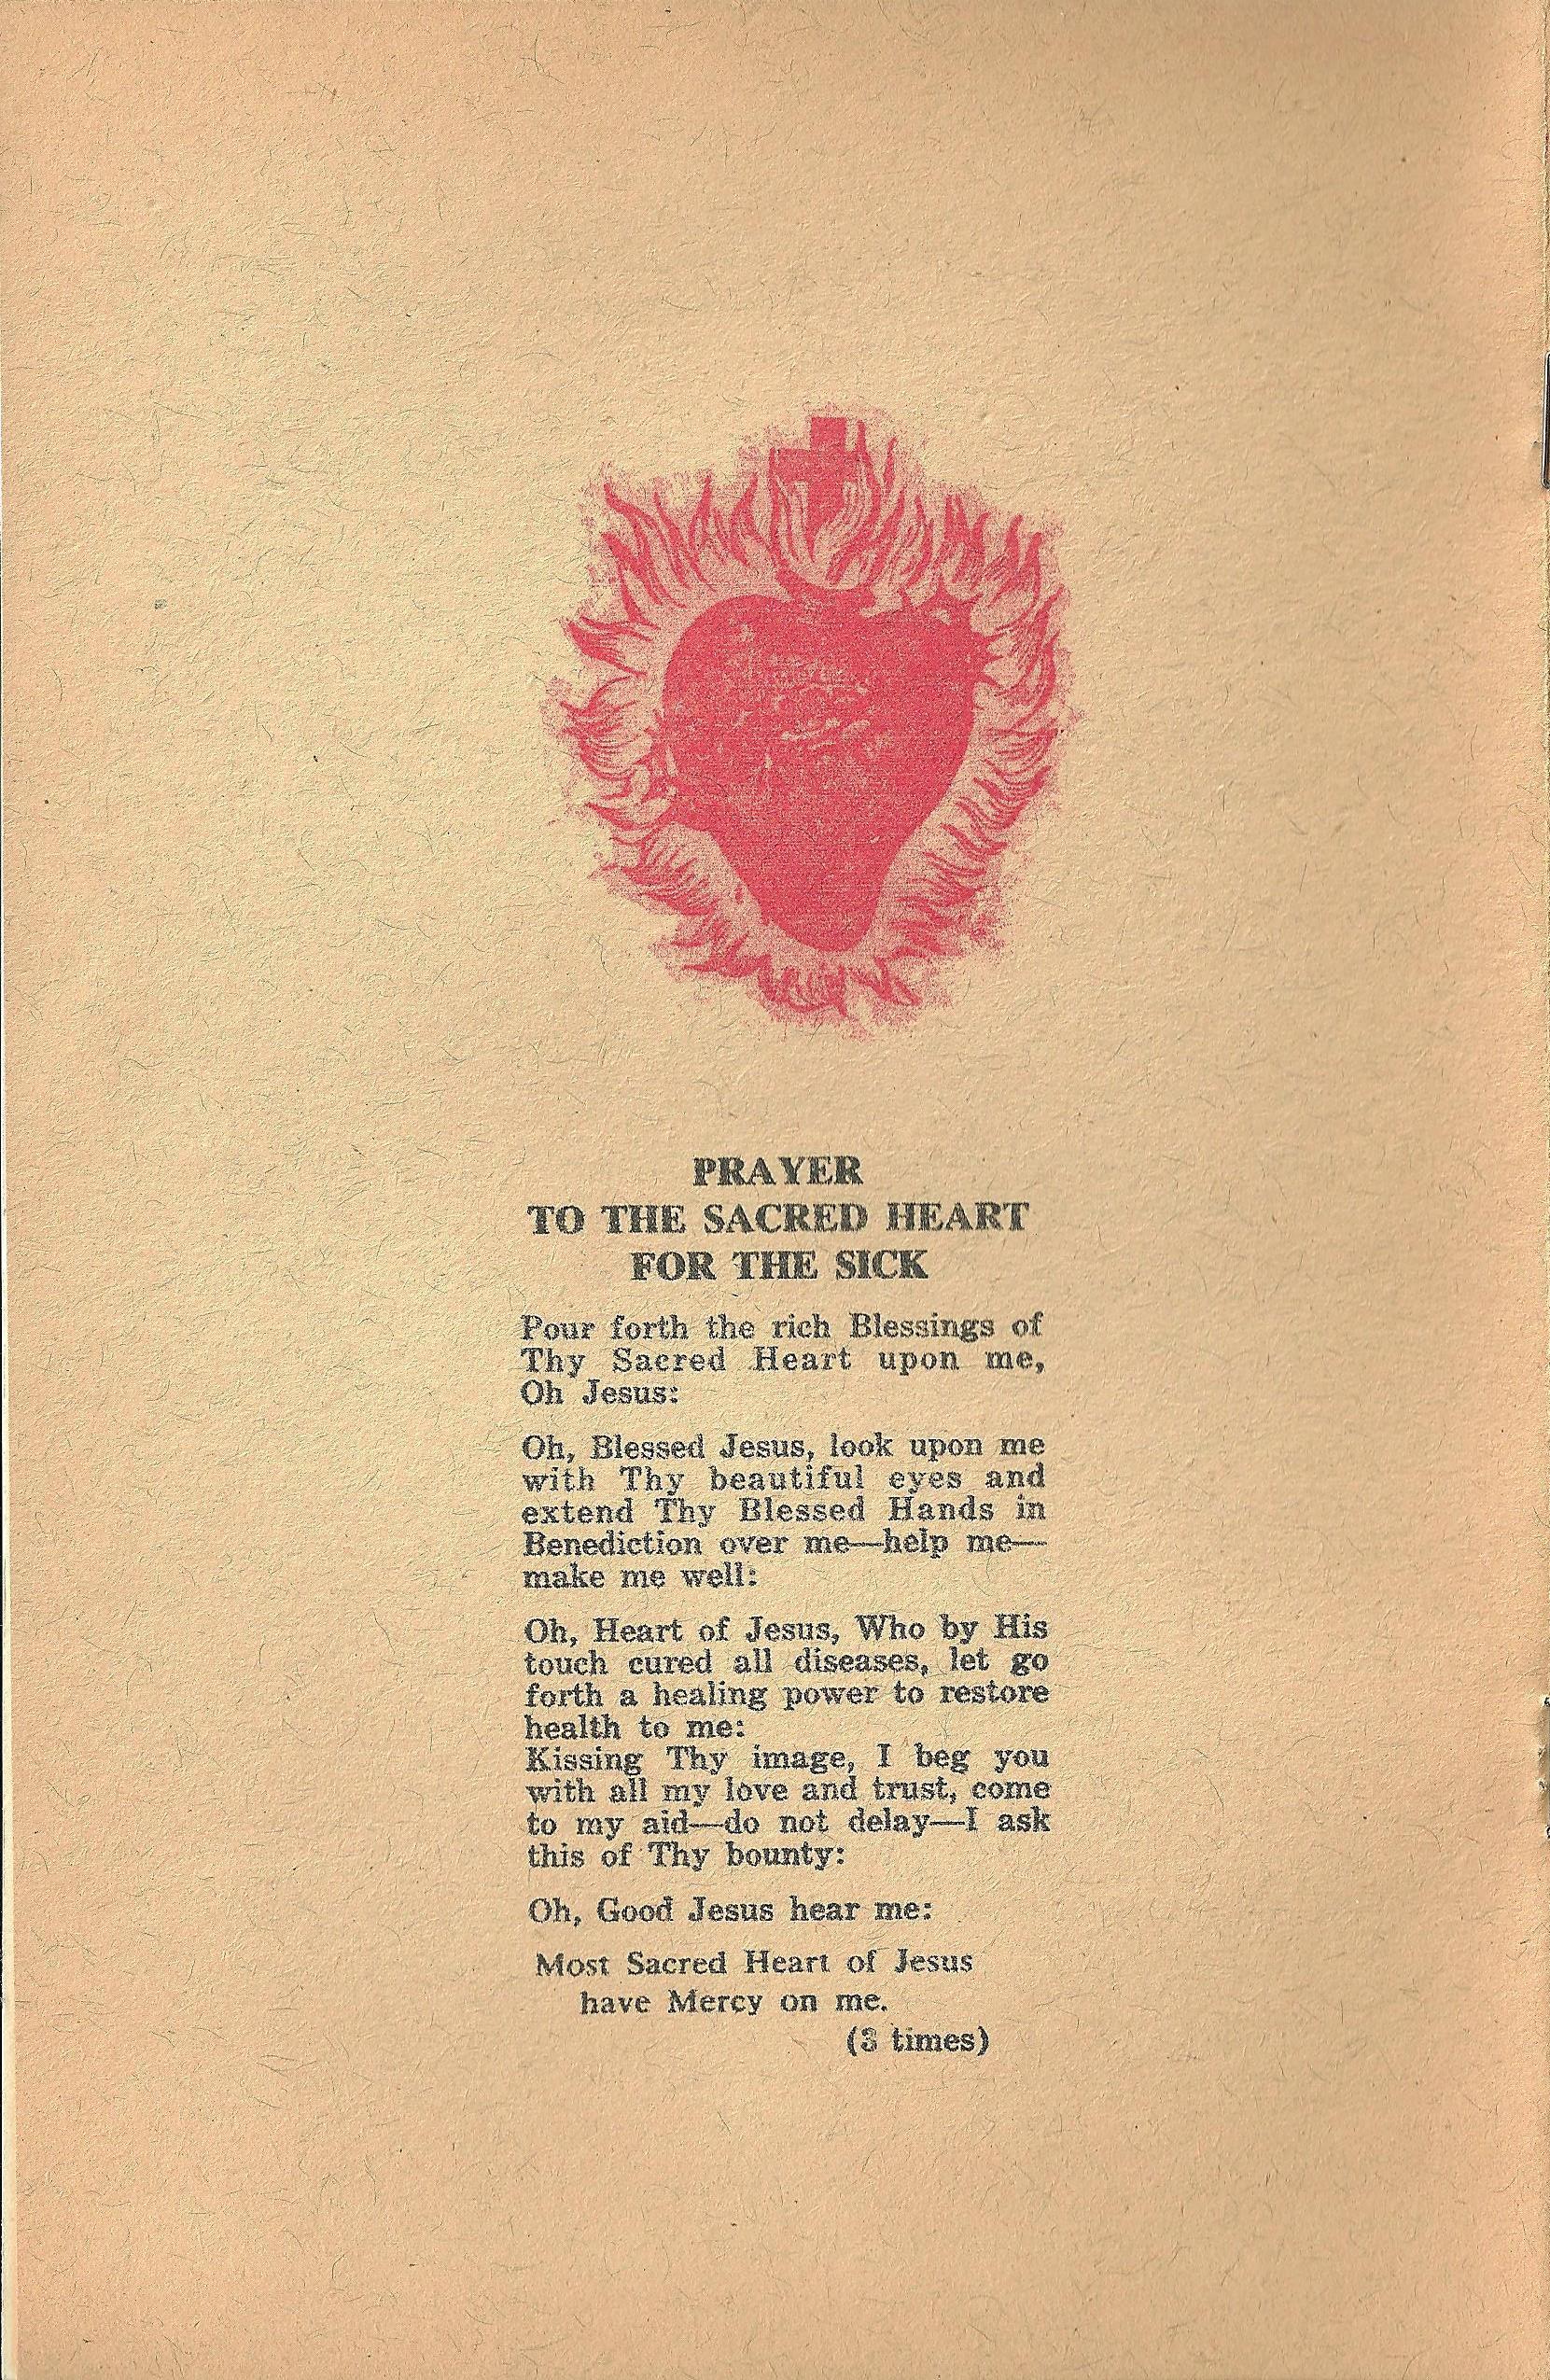 PRAYER
TO THE SACRED HEART
FOR THE SICK
Pour forth the rich Blessings of
Thy Sacred Heart upon me,
Oh Jesus:
Oh, Blessed Jesus, look upon me
with Thy beautiful eyes and
extend Thy Blessed Hands in
Benediction over me—help me—
make me well:
Oh, Heart of Jesus, Who by His
touch cured all diseases, let go
forth a healing power to restore
health to me:
Kissing Thy image, I beg you
with all my love and trust, come
to my aid—do not delay—I ask
this of Thy bounty:
Oh, Good Jesus hear me:
Most Sacred Heart of Jesus
have Mercy on me.
(3 times)